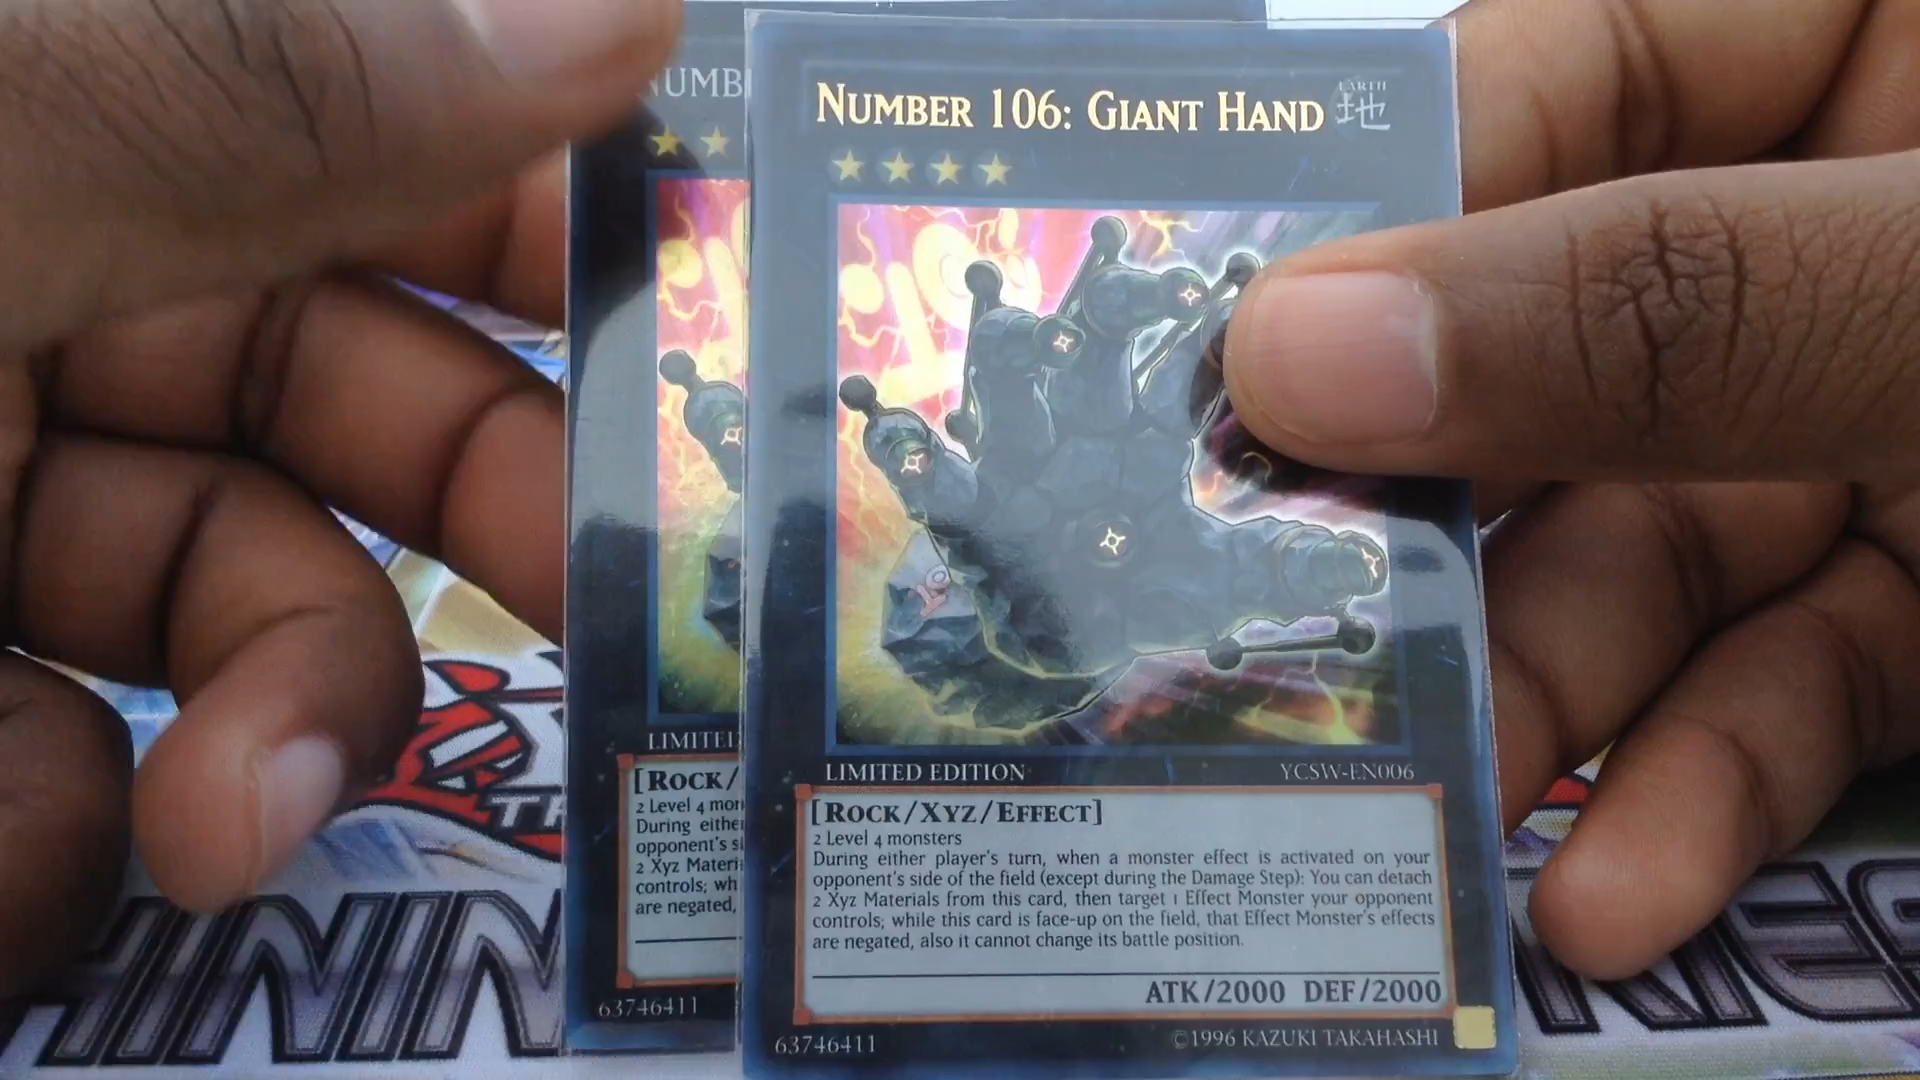 NUMB
LIMITED
[ROCK/
2 Level 4 mon
During either
opponent's si
2 Xyz Materi
controls; wh
are negated,
63746411
NUMBER 106: GIANT HAND
EARTH
地
LIMITED EDITION
YCSW-EN006
[ROCK/XYZ/EFFECT]
2 Level 4 monsters
During either player's turn, when a monster effect is activated on your
opponent's side of the field (except during the Damage Step): You can detach
2 Xyz Materials from this card, then target 1 Effect Monster your opponent
controls; while this card is face-up on the field, that Effect Monster's effects
are negated, also it cannot change its battle position.
ATK/2000 DEF/2000
63746411
©1996 KAZUKI TAKAHASHI